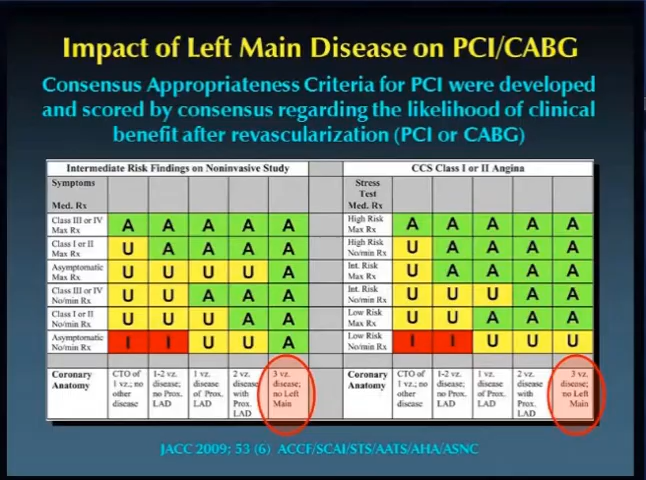 Impact of Left Main Disease on PCI/CABG
Consensus Appropriateness Criteria for PCI were developed
and scored by consensus regarding the likelihood of clinical
benefit after revascularization (PCI or CABG)
Intermediate Risk Findings on Noninvasive Study
Symptoms
Med. Rx
Class III or IV
Max Rx
A A A A A
Class I or II
Max Rx
U A A A A
Asymptomatic
Max Rx
U U U U A
Class III or IV
No/min Rx
U U A A A
Class I or II
No/min Rx
U U U A A
Asymptomatic
No/min Rx
I I U U A
Coronary
Anatomy
CTO of
1 vz.; no
other
disease
1-2 vz.
disease;
no Prox.
LAD
1 vz.
disease
of Prox.
LAD
2 vz.
disease
with
Prox.
LAD
3 vz.
disease;
no Left
Main
CCS Class I or II Angina
Stress
Test
Med. Rx
High Risk
Max Rx
A A A A A
High Risk
No/min Rx
U A A A A
Int. Risk
Max Rx
U A A A A
Int. Risk
No/min Rx
U U U A A
Low Risk
Max Rx
U U A A A
Low Risk
No/min Rx
I I U U U
Coronary
Anatomy
CTO of
1 vz.; no
other
disease
1-2 vz.
disease;
no Prox.
LAD
1 vz.
disease
of Prox.
LAD
2 vz.
disease
with
Prox.
LAD
3 vz.
disease;
no Left
Main
JACC 2009; 53 (6) ACCF/SCAI/STS/AATS/AHA/ASNC